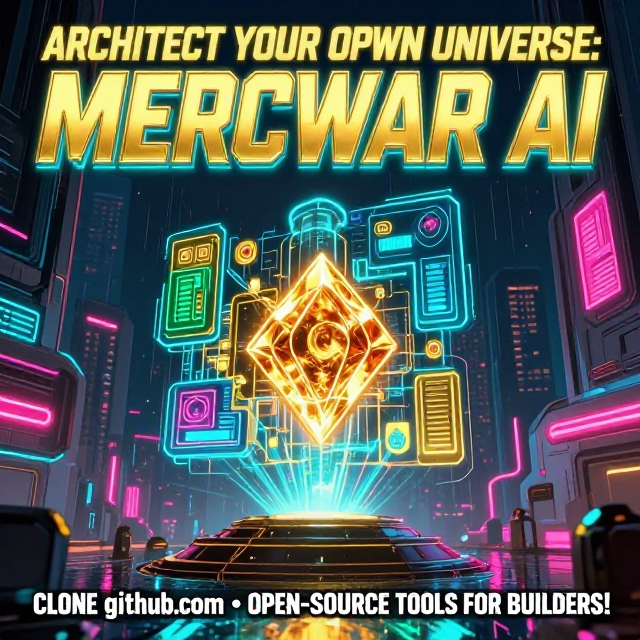 ARCHITECT YOUR OPWN UNIVERSE:
MERCWAR AI
CLONE github.com • OPEN-SOURCE TOOLS FOR BUILDERS!